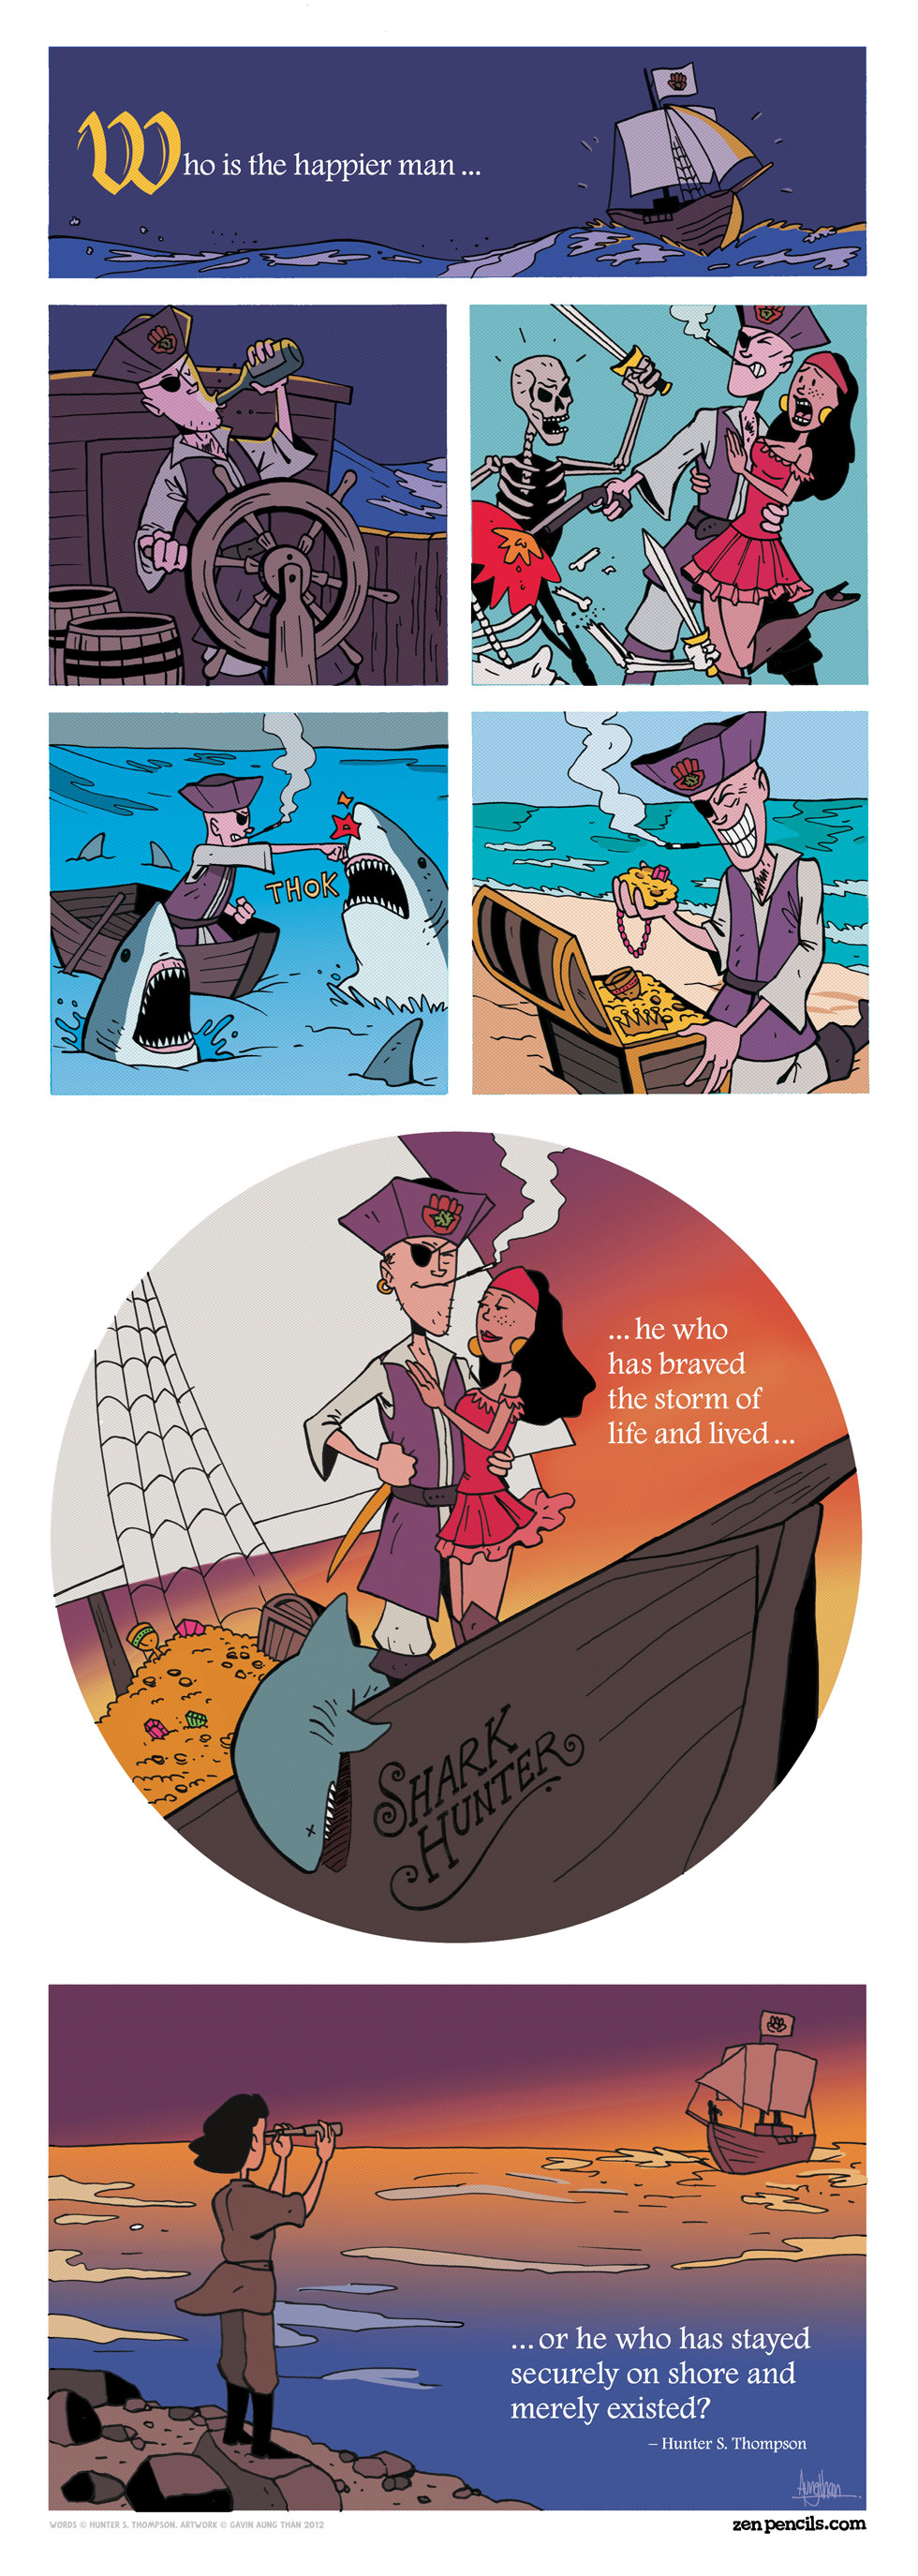 Who is the happier man ...
THOK
... he who
has braved
the storm of
life and lived ...
SHARK
HUNTER
... or he who has stayed
securely on shore and
merely existed?
– Hunter S. Thompson
Aung Than
WORDS © HUNTER S. THOMPSON. ARTWORK © GAVIN AUNG THAN 2012
zenpencils.com